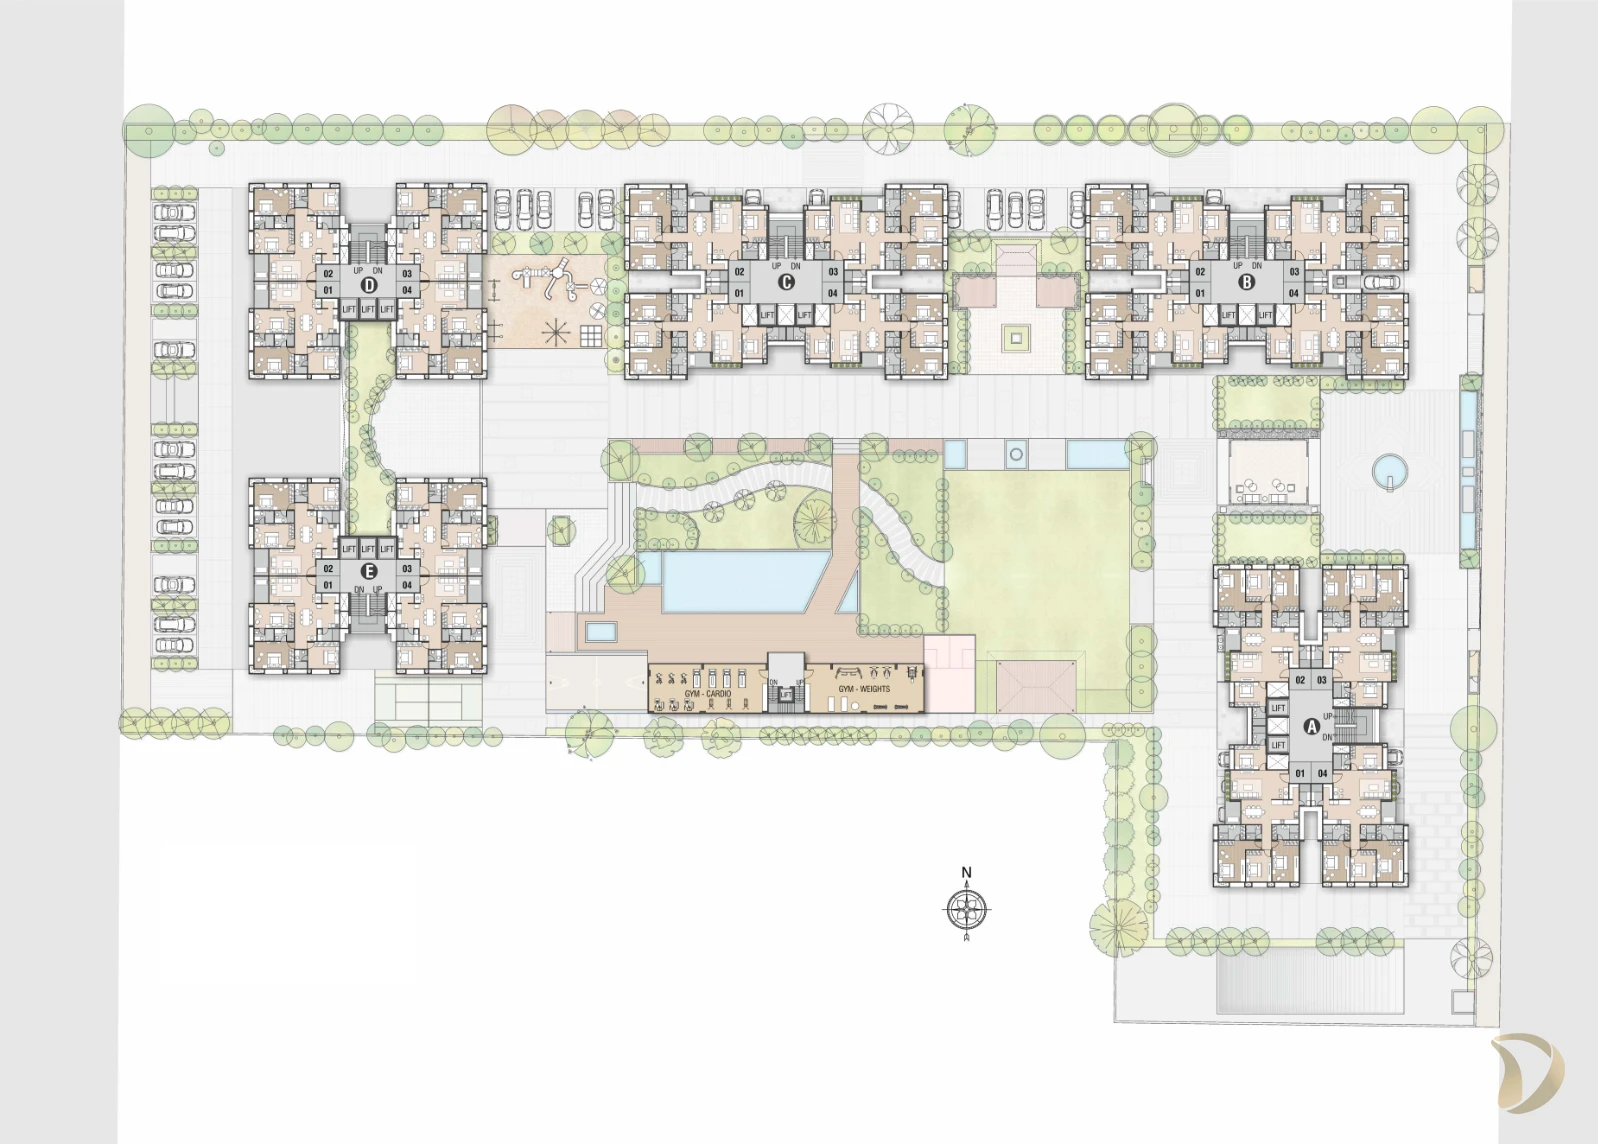 02 UP DN 03
D
01 04
LIFT LIFT LIFT
02 UP DN 03
C
01 04
LIFT LIFT
02 UP DN 03
B
01 04
LIFT LIFT
LIFT LIFT LIFT
02 03
E
01 04
DN UP
GYM - CARDIO
DN UP
LIFT
GYM - WEIGHTS
02 03
LIFT
UP
A
DN
LIFT
01 04
N